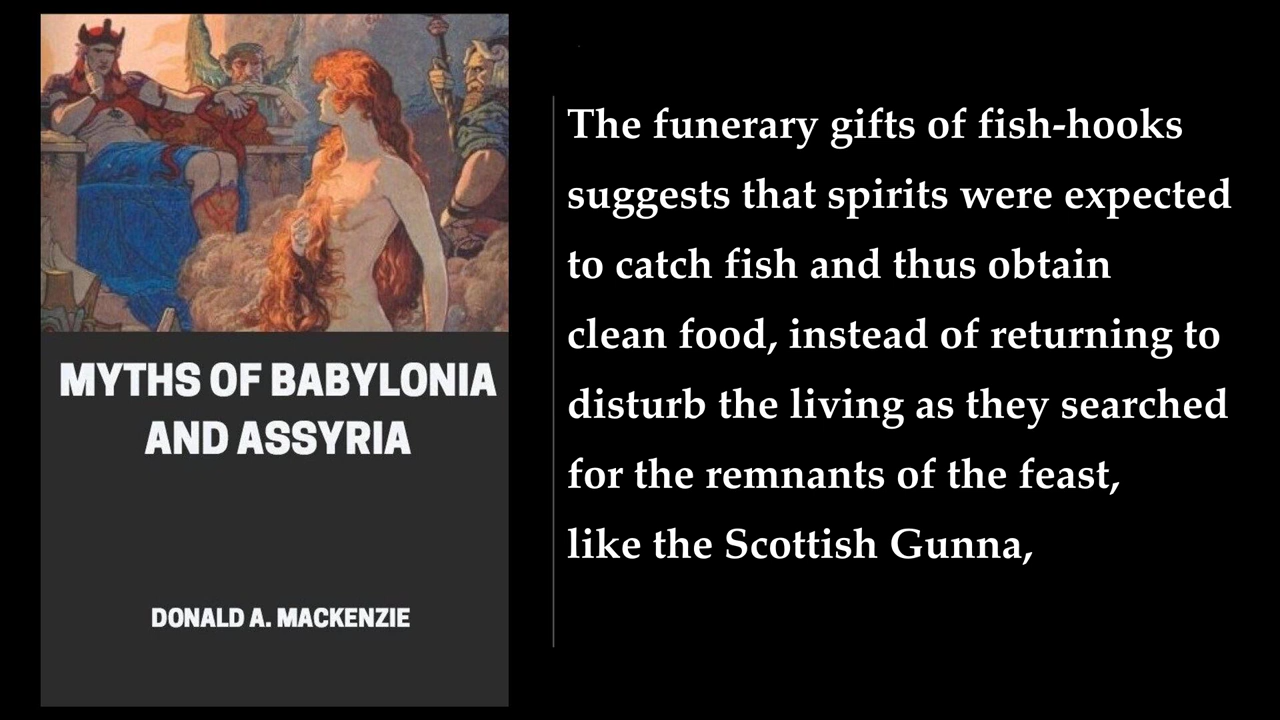 MYTHS OF BABYLONIA
AND ASSYRIA
DONALD A. MACKENZIE
The funerary gifts of fish-hooks
suggests that spirits were expected
to catch fish and thus obtain
clean food, instead of returning to
disturb the living as they searched
for the remnants of the feast,
like the Scottish Gunna,